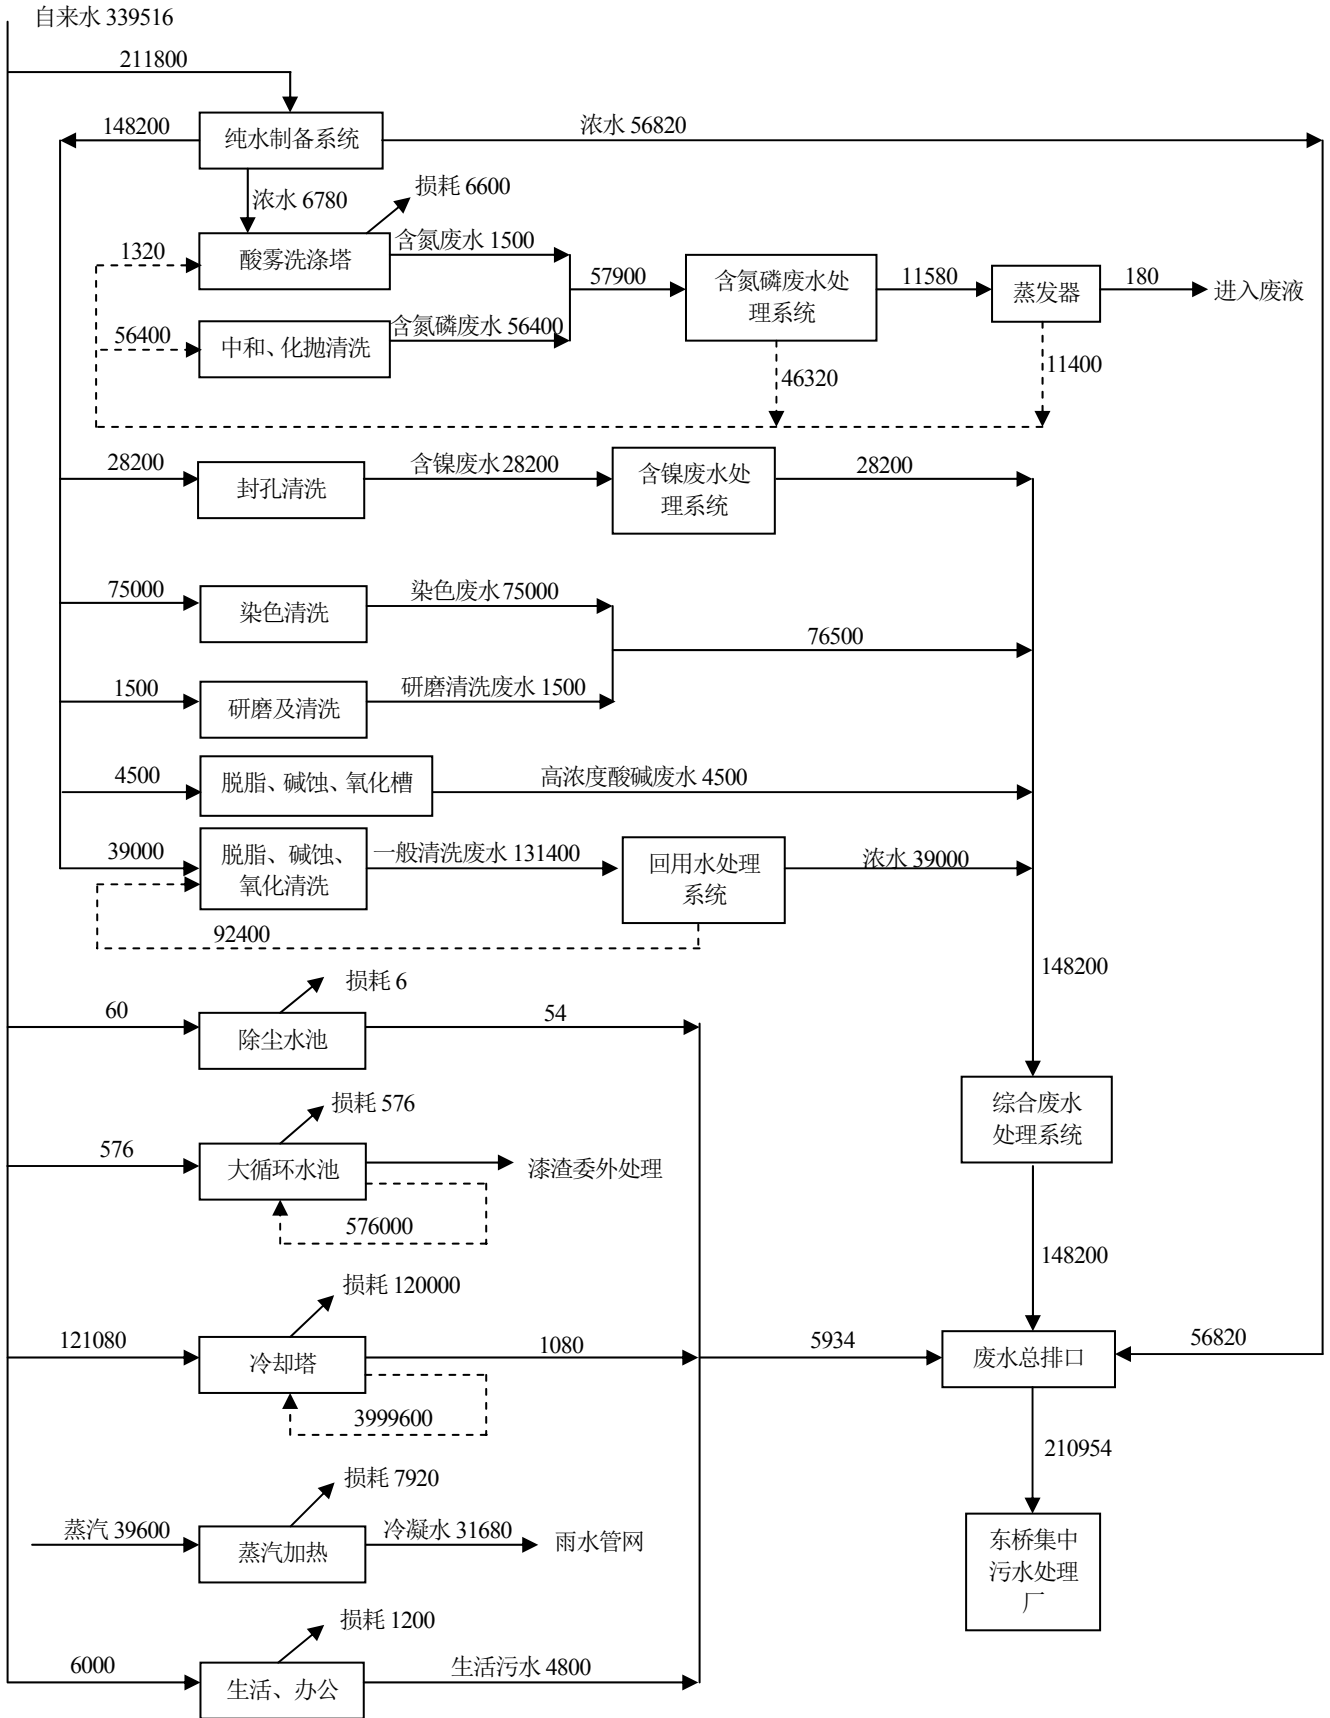 自来水 339516
211800
148200
纯水制备系统
浓水 56820
浓水 6780
损耗 6600
1320
酸雾洗涤塔
含氮废水 1500
57900
含氮磷废水处
理系统
11580
蒸发器
180
进入废液
56400
中和、化抛清洗
含氮磷废水 56400
46320
11400
28200
封孔清洗
含镍废水 28200
含镍废水处
理系统
28200
75000
染色清洗
染色废水 75000
76500
1500
研磨及清洗
研磨清洗废水 1500
4500
脱脂、碱蚀、氧化槽
高浓度酸碱废水 4500
39000
脱脂、碱蚀、
氧化清洗
一般清洗废水 131400
回用水处理
系统
浓水 39000
92400
148200
损耗 6
60
除尘水池
54
综合废水
处理系统
损耗 576
576
大循环水池
漆渣委外处理
576000
148200
损耗 120000
121080
冷却塔
1080
5934
废水总排口
56820
3999600
210954
损耗 7920
蒸汽 39600
蒸汽加热
冷凝水 31680
雨水管网
东桥集中
污水处理
厂
损耗 1200
6000
生活、办公
生活污水 4800